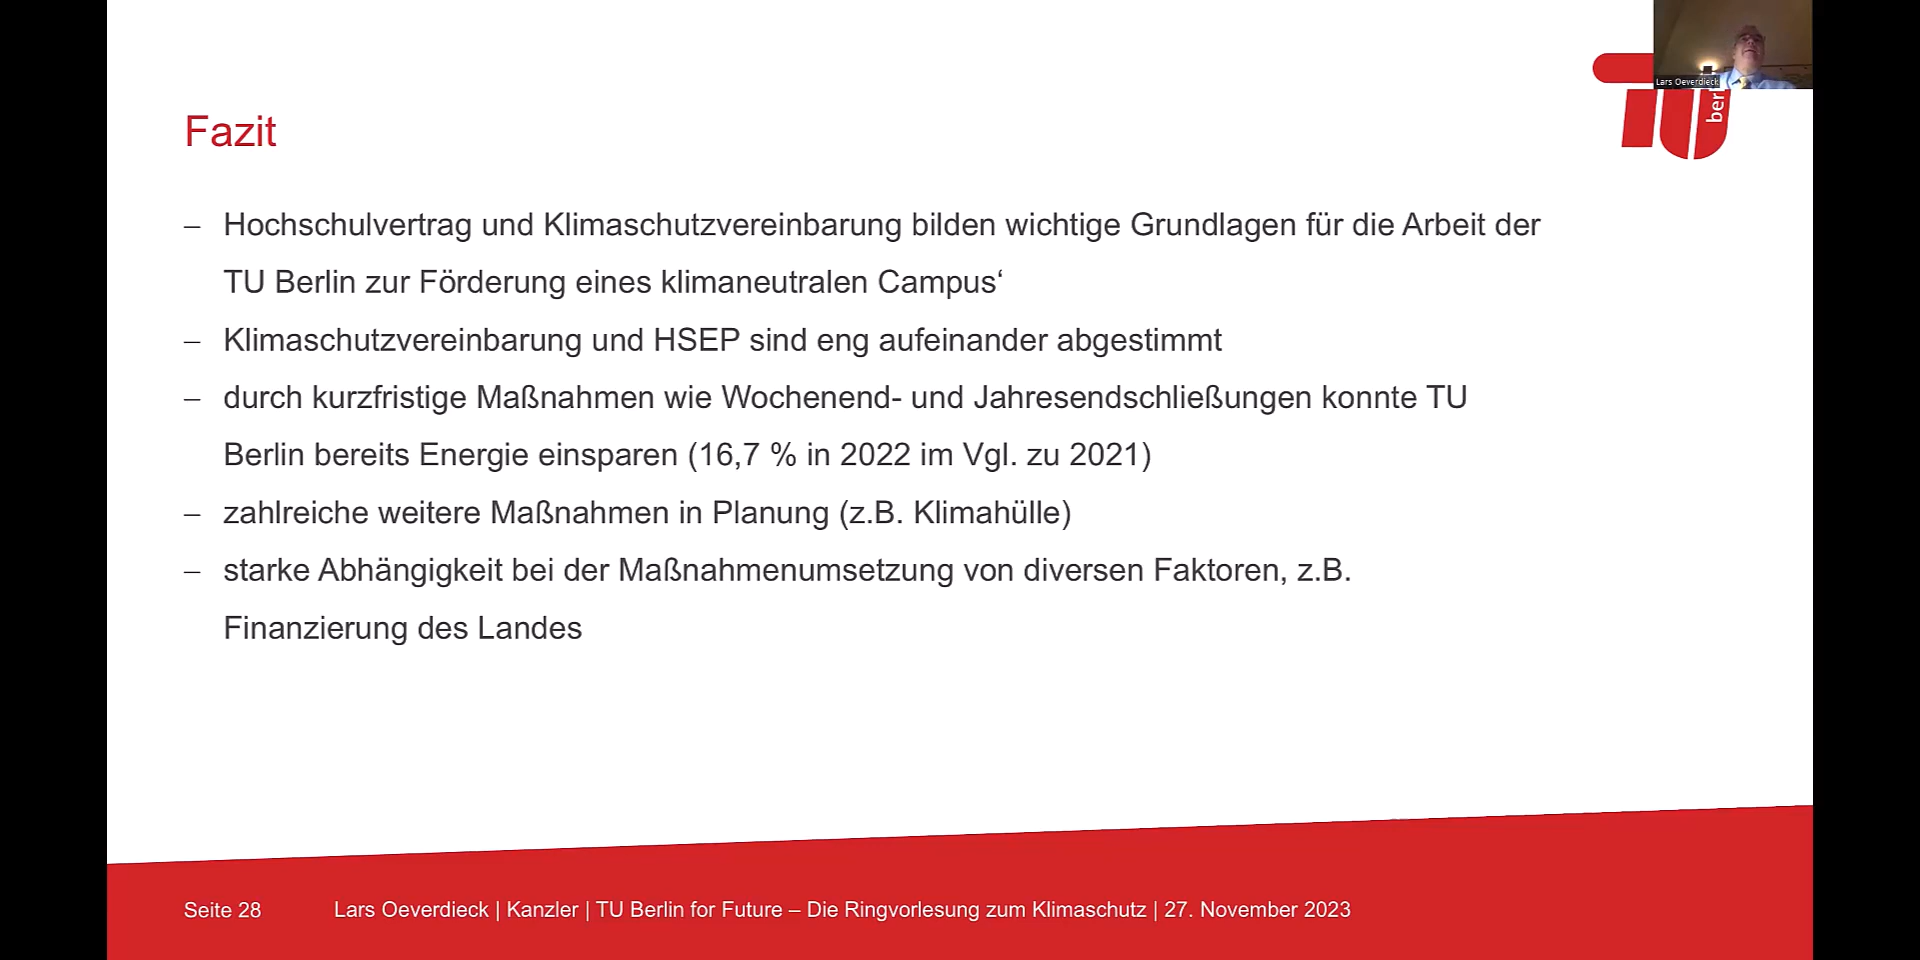 Lars Oeverdieck
ber
Fazit
– Hochschulvertrag und Klimaschutzvereinbarung bilden wichtige Grundlagen für die Arbeit der
TU Berlin zur Förderung eines klimaneutralen Campus‘
– Klimaschutzvereinbarung und HSEP sind eng aufeinander abgestimmt
– durch kurzfristige Maßnahmen wie Wochenend- und Jahresendschließungen konnte TU
Berlin bereits Energie einsparen (16,7 % in 2022 im Vgl. zu 2021)
– zahlreiche weitere Maßnahmen in Planung (z.B. Klimahülle)
– starke Abhängigkeit bei der Maßnahmenumsetzung von diversen Faktoren, z.B.
Finanzierung des Landes
Seite 28 Lars Oeverdieck | Kanzler | TU Berlin for Future – Die Ringvorlesung zum Klimaschutz | 27. November 2023